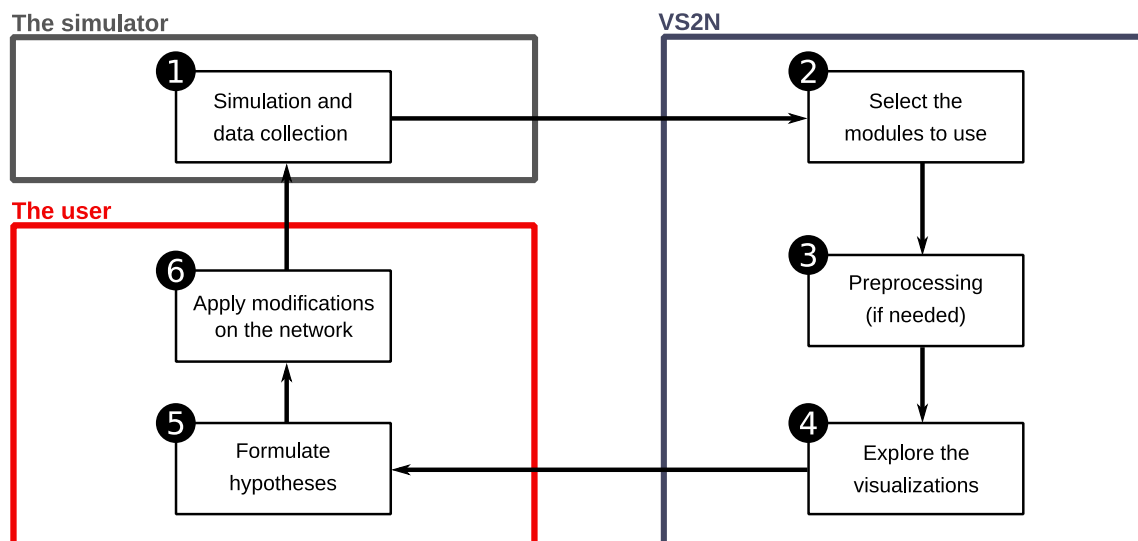 The simulator
1
Simulation and
data collection
VS2N
2
Select the
modules to use
3
Preprocessing
(if needed)
4
Explore the
visualizations
The user
6
Apply modifications
on the network
5
Formulate
hypotheses